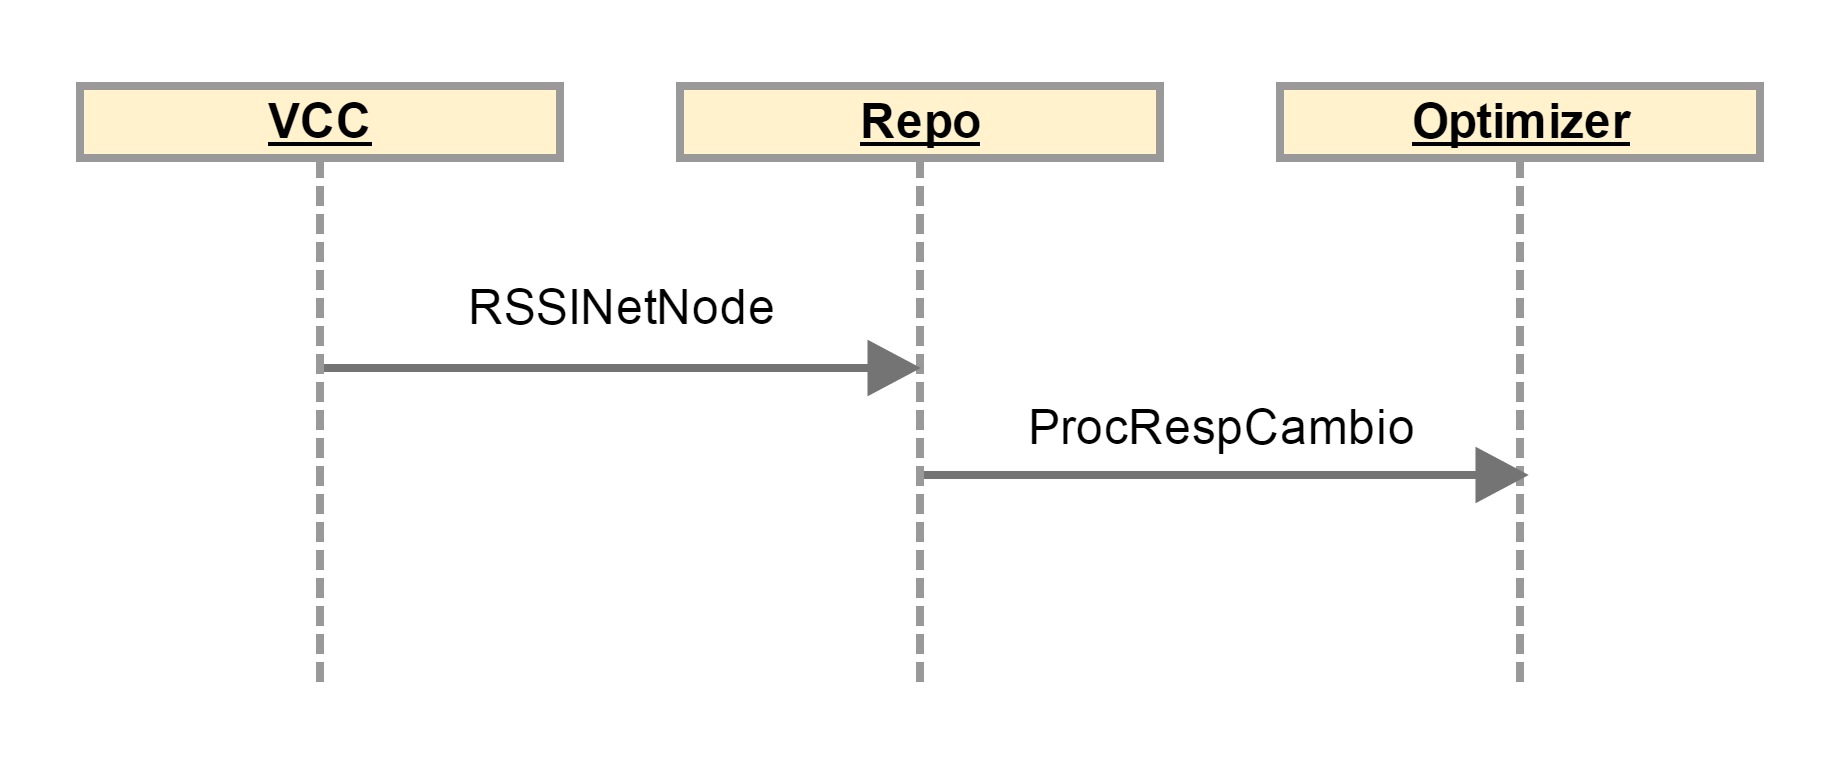 VCC
Repo
Optimizer
RSSINetNode
ProcRespCambio